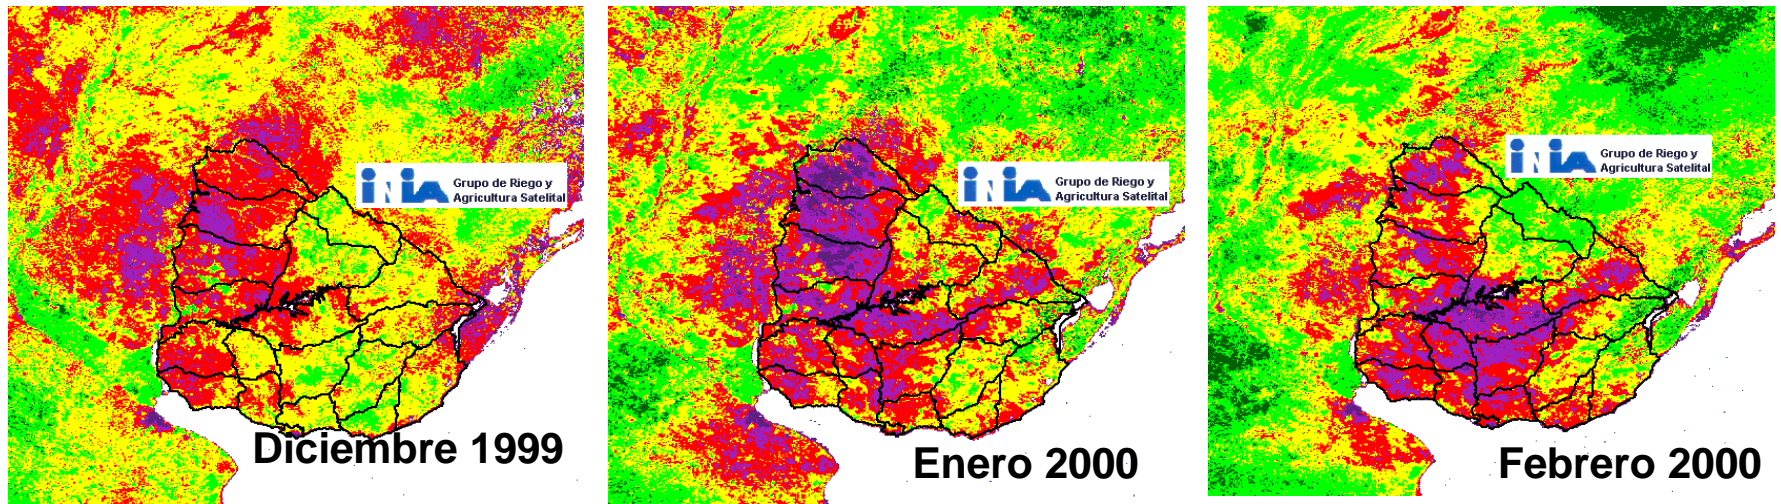 inia
Grupo de Riego y
Agricultura Satelital
Diciembre 1999
inia
Grupo de Riego y
Agricultura Satelital
Enero 2000
inia
Grupo de Riego y
Agricultura Satelital
Febrero 2000